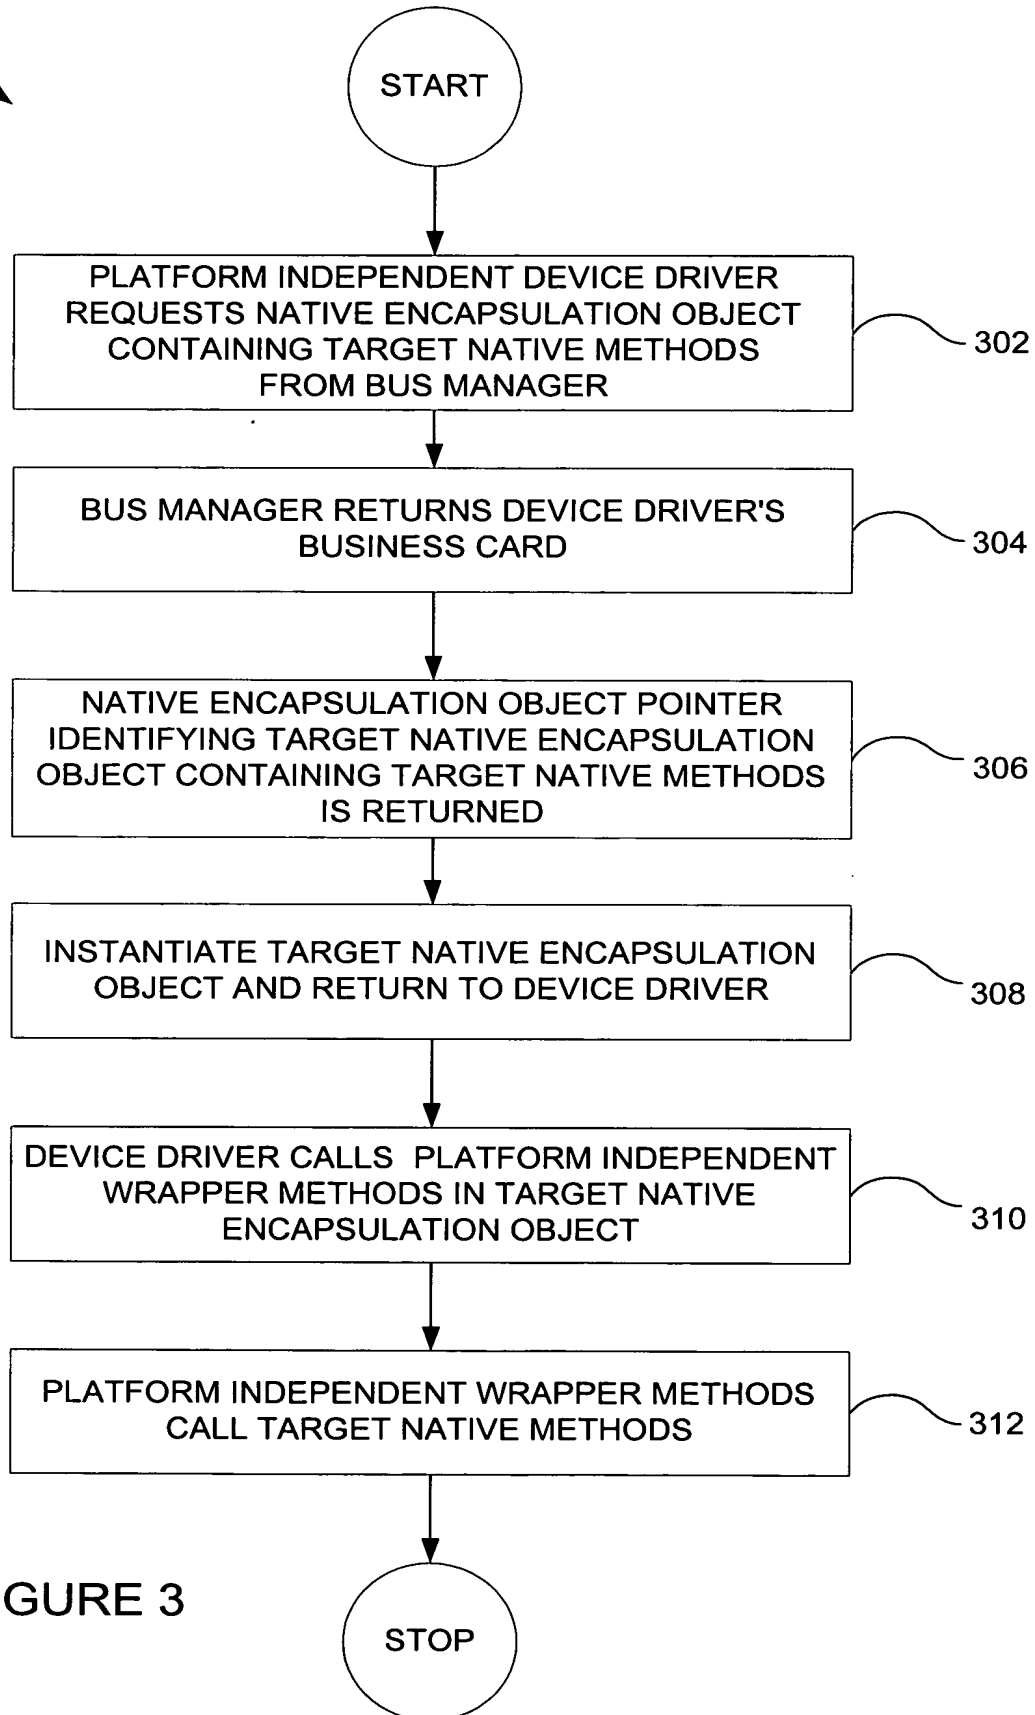 START
PLATFORM INDEPENDENT DEVICE DRIVER
REQUESTS NATIVE ENCAPSULATION OBJECT
CONTAINING TARGET NATIVE METHODS
FROM BUS MANAGER
302
BUS MANAGER RETURNS DEVICE DRIVER'S
BUSINESS CARD
304
NATIVE ENCAPSULATION OBJECT POINTER
IDENTIFYING TARGET NATIVE ENCAPSULATION
OBJECT CONTAINING TARGET NATIVE METHODS
IS RETURNED
306
INSTANTIATE TARGET NATIVE ENCAPSULATION
OBJECT AND RETURN TO DEVICE DRIVER
308
DEVICE DRIVER CALLS PLATFORM INDEPENDENT
WRAPPER METHODS IN TARGET NATIVE
ENCAPSULATION OBJECT
310
PLATFORM INDEPENDENT WRAPPER METHODS
CALL TARGET NATIVE METHODS
312
GURE 3
STOP